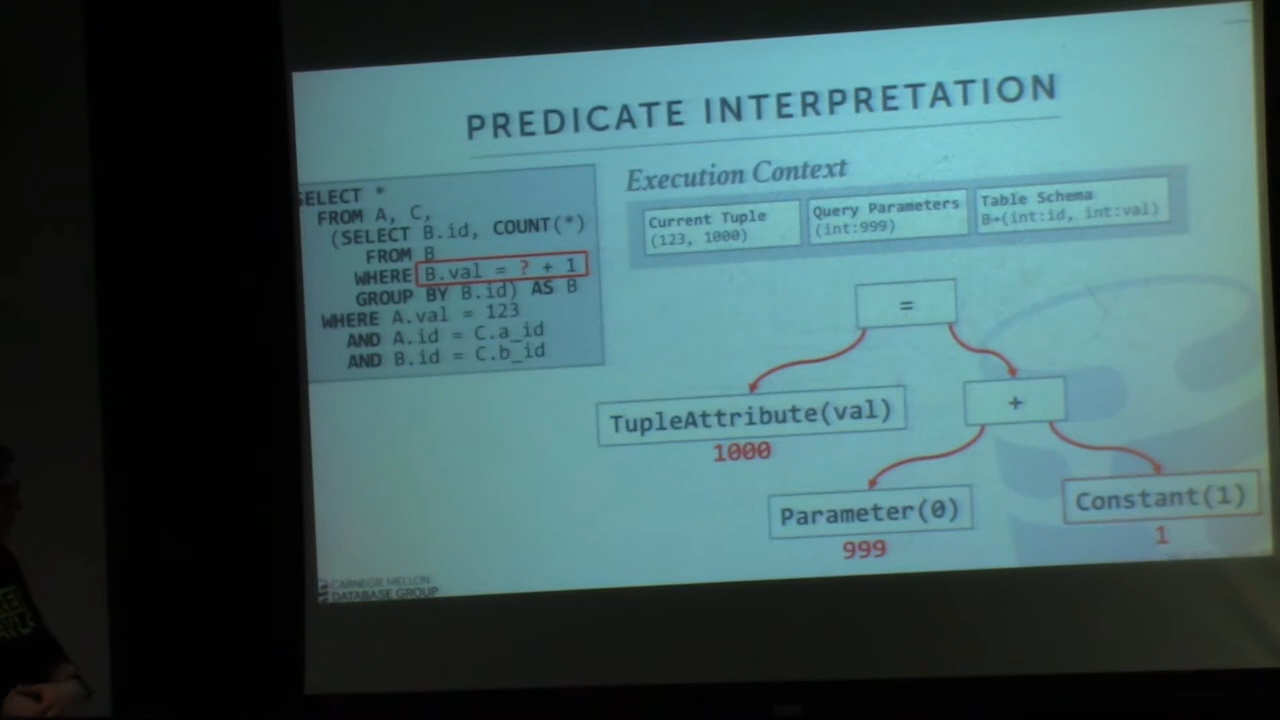 PREDICATE INTERPRETATION
SELECT *
FROM A, C,
(SELECT B.id, COUNT(*)
FROM B
WHERE B.val = ? + 1
GROUP BY B.id) AS B
WHERE A.val = 123
AND A.id = C.a_id
AND B.id = C.b_id
Execution Context
Current Tuple
(123, 1000)
Query Parameters
(int:999)
Table Schema
B→(int:id, int:val)
=
TupleAttribute(val)
1000
+
Parameter(0)
999
Constant(1)
1
CARNEGIE MELLON
DATABASE GROUP